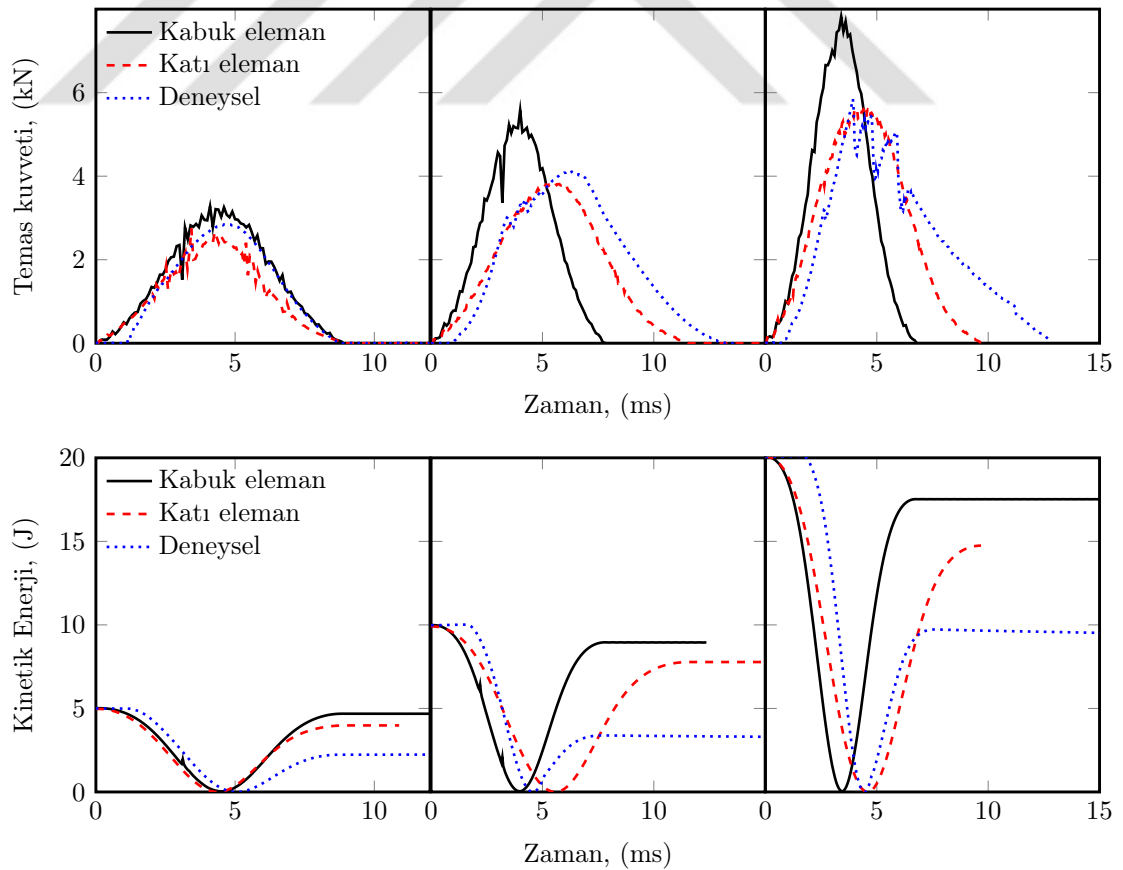 Kabuk eleman
Katı eleman
Deneysel
Temas kuvveti, (kN)
6
4
2
0
0 5 10 0 5 10 0 5 10 15
Zaman, (ms)
Kabuk eleman
Katı eleman
Deneysel
Kinetik Enerji, (J)
20
15
10
5
0
0 5 10 0 5 10 0 5 10 15
Zaman, (ms)